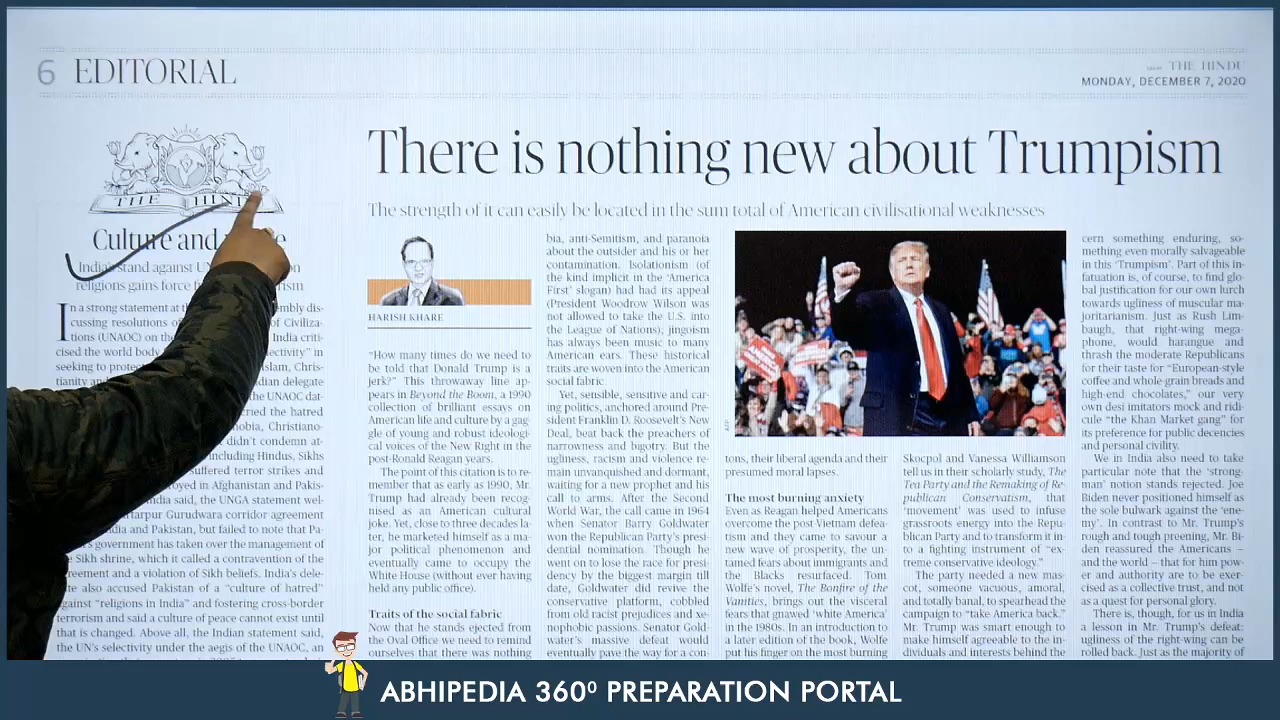 6 EDITORIAL
THE HINDU
MONDAY, DECEMBER 7, 2020
THE HINDU
Culture and
India's stand against UN
religions gains force
In a strong statement at t
cussing resolutions of Civiliza-
tions (UNAOC) on the India criti-
cised the world body ectivity" in
seeking to protec slam, Chris-
tianity an dian delegate
the UNAOC dat-
cried the hatred
hobia, Christiano-
didn't condemn at-
including Hindus, Sikhs
suffered terror strikes and
oyed in Afghanistan and Pakis-
dia said, the UNGA statement wel-
tarpur Gurudwara corridor agreement
India and Pakistan, but failed to note that Pa-
's government has taken over the management of
Sikh shrine, which it called a contravention of the
reement and a violation of Sikh beliefs. India's dele-
te also accused Pakistan of a "culture of hatred"
against "religions in India" and fostering cross-border
terrorism and said a culture of peace cannot exist until
that is changed. Above all, the Indian statement said,
the UN's selectivity under the aegis of the UNAOC, an
There is nothing new about Trumpism
The strength of it can easily be located in the sum total of American civilisational weaknesses
HARISH KHARE
"How many times do we need to
be told that Donald Trump is a
jerk?" This throwaway line ap-
pears in Beyond the Boom, a 1990
collection of brilliant essays on
American life and culture by a gag-
gle of young and robust ideologi-
cal voices of the New Right in the
post-Ronald Reagan years.
The point of this citation is to re-
member that as early as 1990, Mr.
Trump had already been recog-
nised as an American cultural
joke. Yet, close to three decades la-
ter, he marketed himself as a ma-
jor political phenomenon and
eventually came to occupy the
White House (without ever having
held any public office).
Traits of the social fabric
Now that he stands ejected from
the Oval Office we need to remind
ourselves that there was nothing
bia, anti-Semitism, and paranoia
about the outsider and his or her
contamination. Isolationism (of
the kind implicit in the 'America
First' slogan) had had its appeal
(President Woodrow Wilson was
not allowed to take the U.S. into
the League of Nations); jingoism
has always been music to many
American ears. These historical
traits are woven into the American
social fabric.
Yet, sensible, sensitive and car-
ing politics, anchored around Pre-
sident Franklin D. Roosevelt's New
Deal, beat back the preachers of
narrowness and bigotry. But the
ugliness, racism and violence re-
main unvanquished and dormant,
waiting for a new prophet and his
call to arms. After the Second
World War, the call came in 1964
when Senator Barry Goldwater
won the Republican Party's presi-
dential nomination. Though he
went on to lose the race for presi-
dency by the biggest margin till
date, Goldwater did revive the
conservative platform, cobbled
from old racist prejudices and xe-
nophobic passions. Senator Gold-
water's massive defeat would
eventually pave the way for a con-
tons, their liberal agenda and their
presumed moral lapses.
The most burning anxiety
Even as Reagan helped Americans
overcome the post-Vietnam defea-
tism and they came to savour a
new wave of prosperity, the un-
tamed fears about immigrants and
the Blacks resurfaced. Tom
Wolfe's novel, The Bonfire of the
Vanities, brings out the visceral
fears that gnawed 'white America'
in the 1980s. In an introduction to
a later edition of the book, Wolfe
put his finger on the most burning
Skocpol and Vanessa Williamson
tell us in their scholarly study, The
Tea Party and the Remaking of Re-
publican Conservatism, that
'movement' was used to infuse
grassroots energy into the Repu-
blican Party and to transform it in-
to a fighting instrument of "ex-
treme conservative ideology."
The party needed a new mas-
cot, someone vacuous, amoral,
and totally banal, to spearhead the
campaign to "take America back."
Mr. Trump was smart enough to
make himself agreeable to the in-
dividuals and interests behind the
cern something enduring, so-
mething even morally salvageable
in this 'Trumpism'. Part of this in-
fatuation is, of course, to find glo-
bal justification for our own lurch
towards ugliness of muscular ma-
joritarianism. Just as Rush Lim-
baugh, that right-wing mega-
phone, would harangue and
thrash the moderate Republicans
for their taste for "European-style
coffee and whole-grain breads and
high-end chocolates," our very
own desi imitators mock and ridi-
cule "the Khan Market gang" for
its preference for public decencies
and personal civility.
We in India also need to take
particular note that the 'strong-
man' notion stands rejected. Joe
Biden never positioned himself as
the sole bulwark against the 'ene-
my'. In contrast to Mr. Trump's
rough and tough preening, Mr. Bi-
den reassured the Americans –
and the world – that for him pow-
er and authority are to be exer-
cised as a collective trust, and not
as a quest for personal glory.
There is, though, for us in India
a lesson in Mr. Trump's defeat:
ugliness of the right-wing can be
rolled back. Just as the majority of
ABHIPEDIA 360⁰ PREPARATION PORTAL